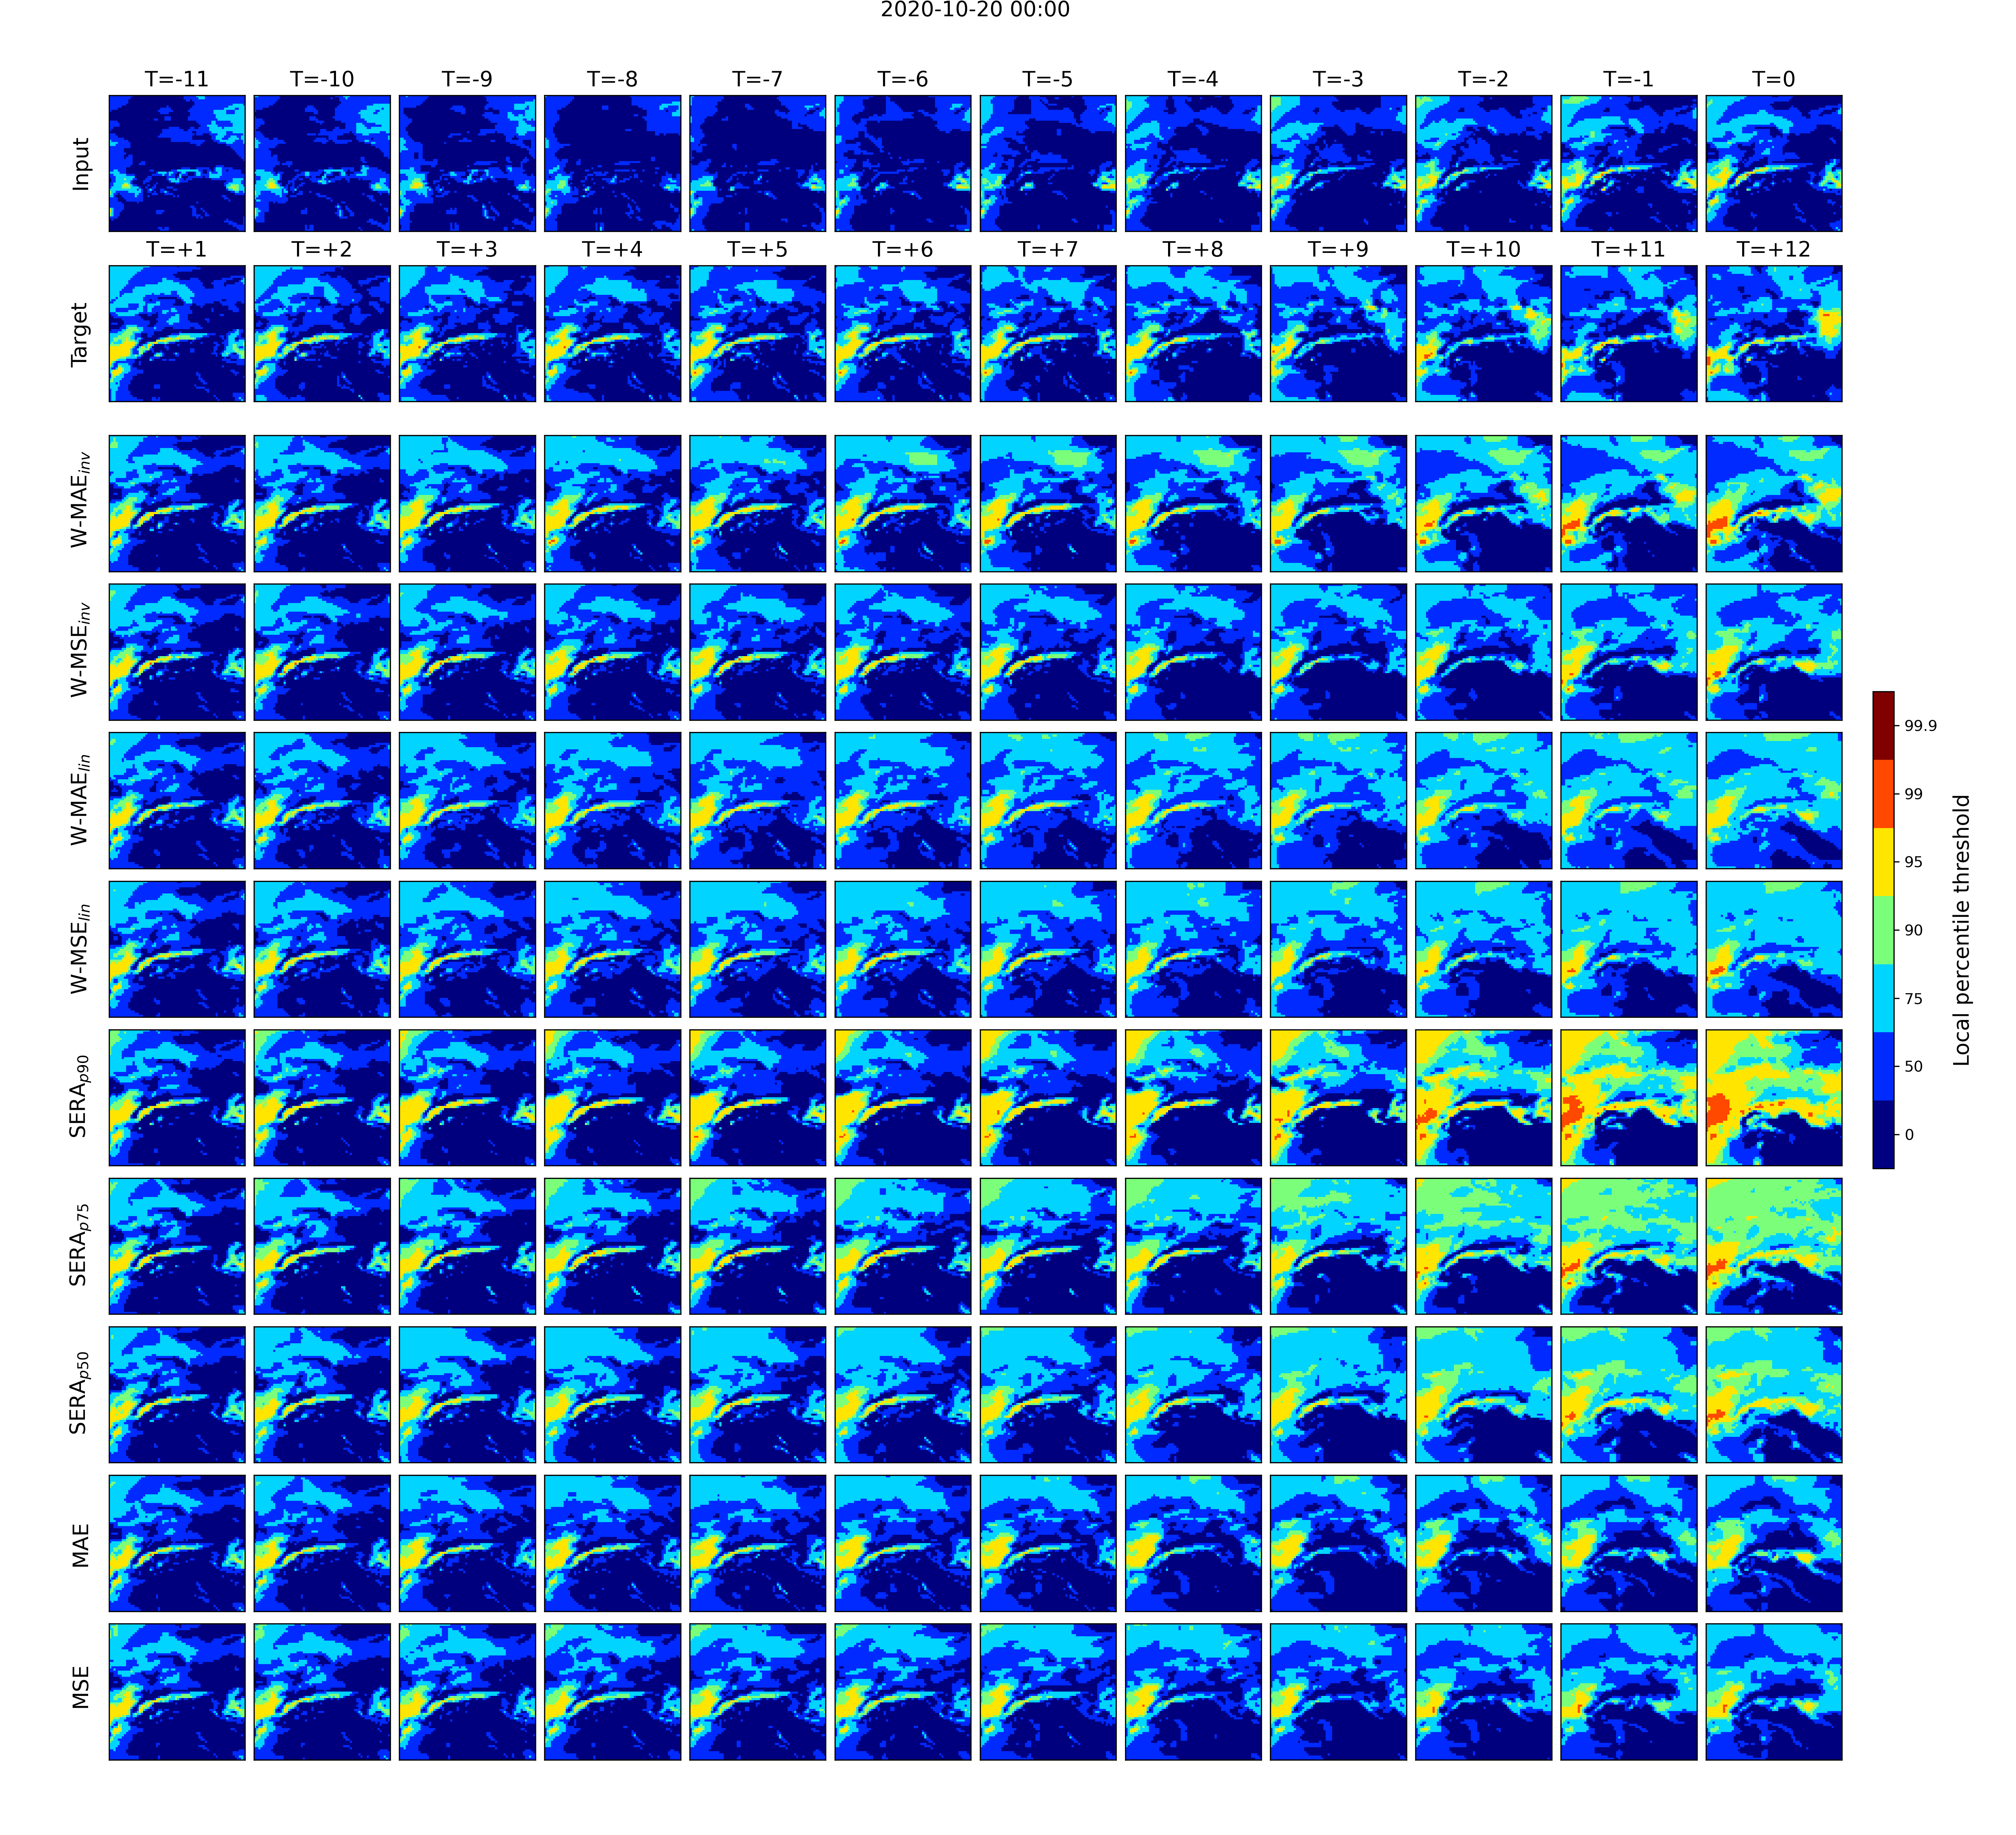 2020-10-20 00:00
T=-11 T=-10 T=-9 T=-8 T=-7 T=-6 T=-5 T=-4 T=-3 T=-2 T=-1 T=0
Input
T=+1 T=+2 T=+3 T=+4 T=+5 T=+6 T=+7 T=+8 T=+9 T=+10 T=+11 T=+12
Target
W-MAEinv
W-MSEinv
W-MAElin
W-MSElin
SERAp90
SERAp75
SERAp50
MAE
MSE
99.9
99
95
90
75
50
0
Local percentile threshold